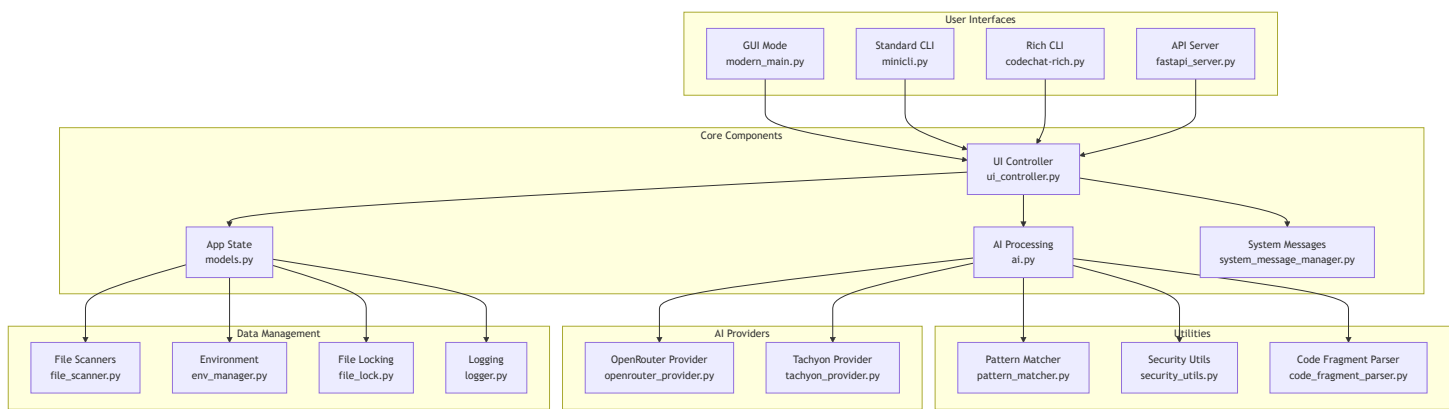 User Interfaces
GUI Mode
modern_main.py
Standard CLI
minicli.py
Rich CLI
codechat-rich.py
API Server
fastapi_server.py
Core Components
UI Controller
ui_controller.py
App State
models.py
AI Processing
ai.py
System Messages
system_message_manager.py
Data Management
File Scanners
file_scanner.py
Environment
env_manager.py
File Locking
file_lock.py
Logging
logger.py
AI Providers
OpenRouter Provider
openrouter_provider.py
Tachyon Provider
tachyon_provider.py
Utilities
Pattern Matcher
pattern_matcher.py
Security Utils
security_utils.py
Code Fragment Parser
code_fragment_parser.py